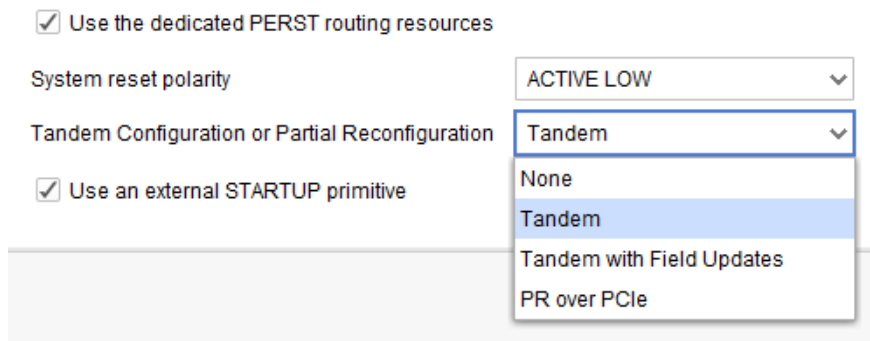 Use the dedicated PERST routing resources
System reset polarity ACTIVE LOW
Tandem Configuration or Partial Reconfiguration Tandem
Use an external STARTUP primitive
None
Tandem
Tandem with Field Updates
PR over PCIe